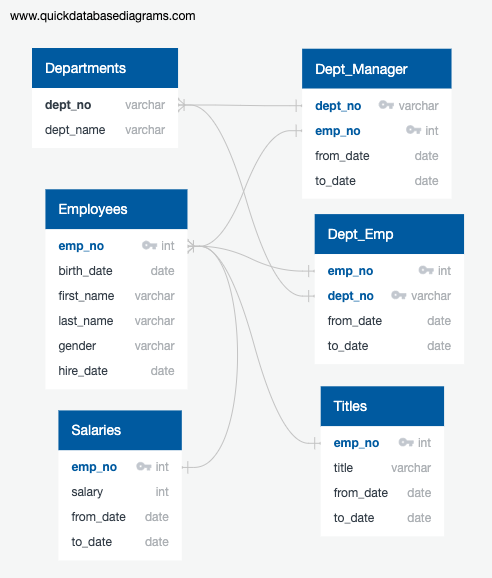 www.quickdatabasediagrams.com
Departments
dept_no varchar
dept_name varchar
Dept_Manager
dept_no varchar
emp_no int
from_date date
to_date date
Employees
emp_no int
birth_date date
first_name varchar
last_name varchar
gender varchar
hire_date date
Dept_Emp
emp_no int
dept_no varchar
from_date date
to_date date
Salaries
emp_no int
salary int
from_date date
to_date date
Titles
emp_no int
title varchar
from_date date
to_date date